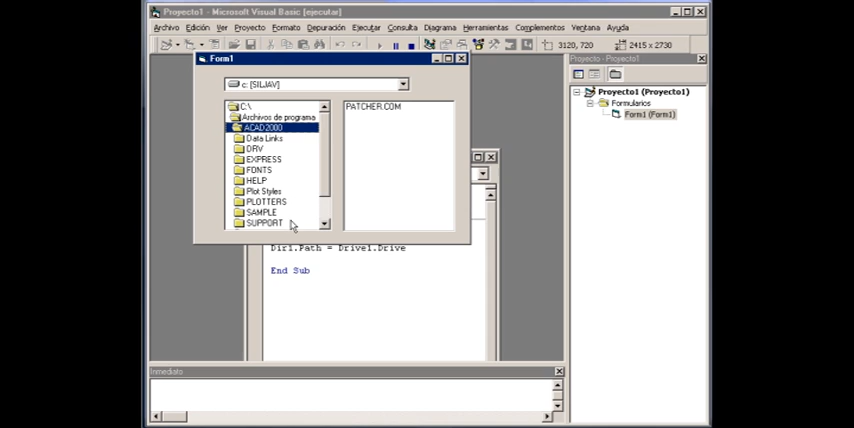 Proyecto1 - Microsoft Visual Basic [ejecutar]
Archivo Edición Ver Proyecto Formato Depuración Ejecutar Consulta Diagrama Herramientas Complementos Ventana Ayuda
3120, 720 2415 x 2730
Form1
c: [SILJAV]
C:\
Archivos de programa
ACAD2000
Data Links
DRV
EXPRESS
FONTS
HELP
Plot Styles
PLOTTERS
SAMPLE
SUPPORT
PATCHER.COM
Dir1.Path = Drive1.Drive
End Sub
Proyecto - Proyecto1
Proyecto1 (Proyecto1)
Formularios
Form1 (Form1)
Inmediato